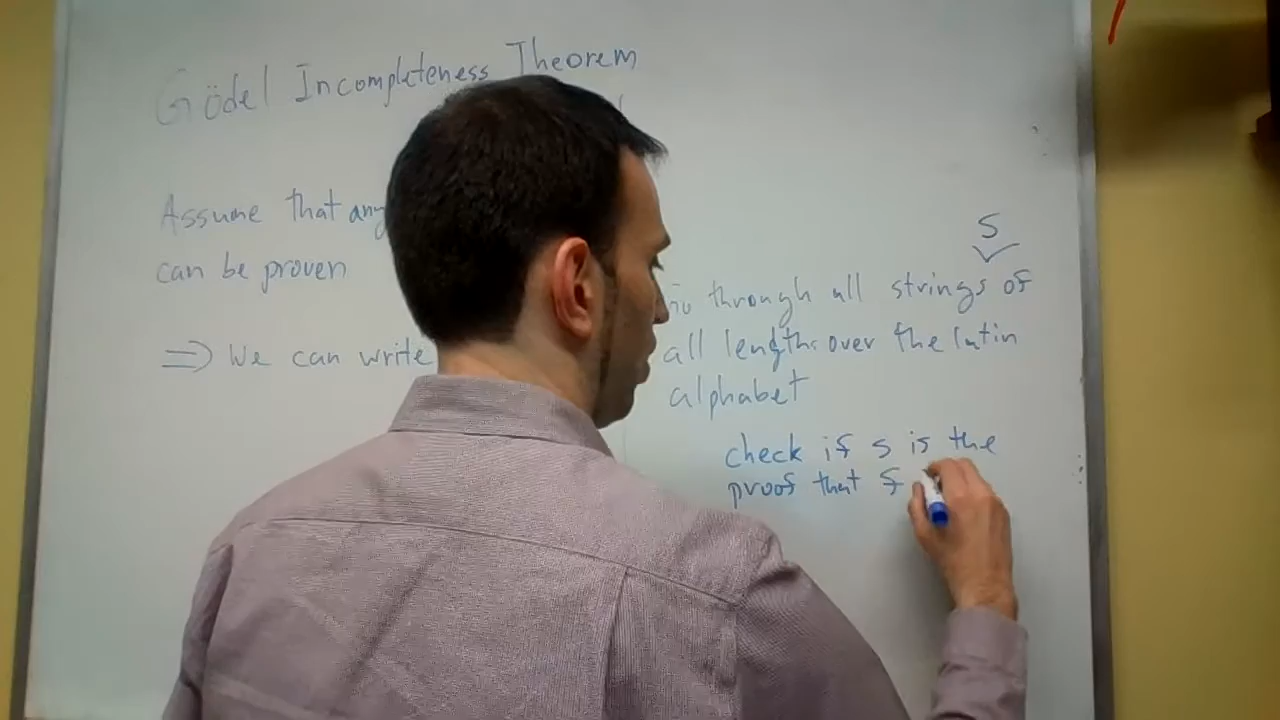 Gödel Incompleteness Theorem
Assume that any
can be proven
=> We can write
S
through all strings of
all lengths over the latin
alphabet
check if s is the
proof that f